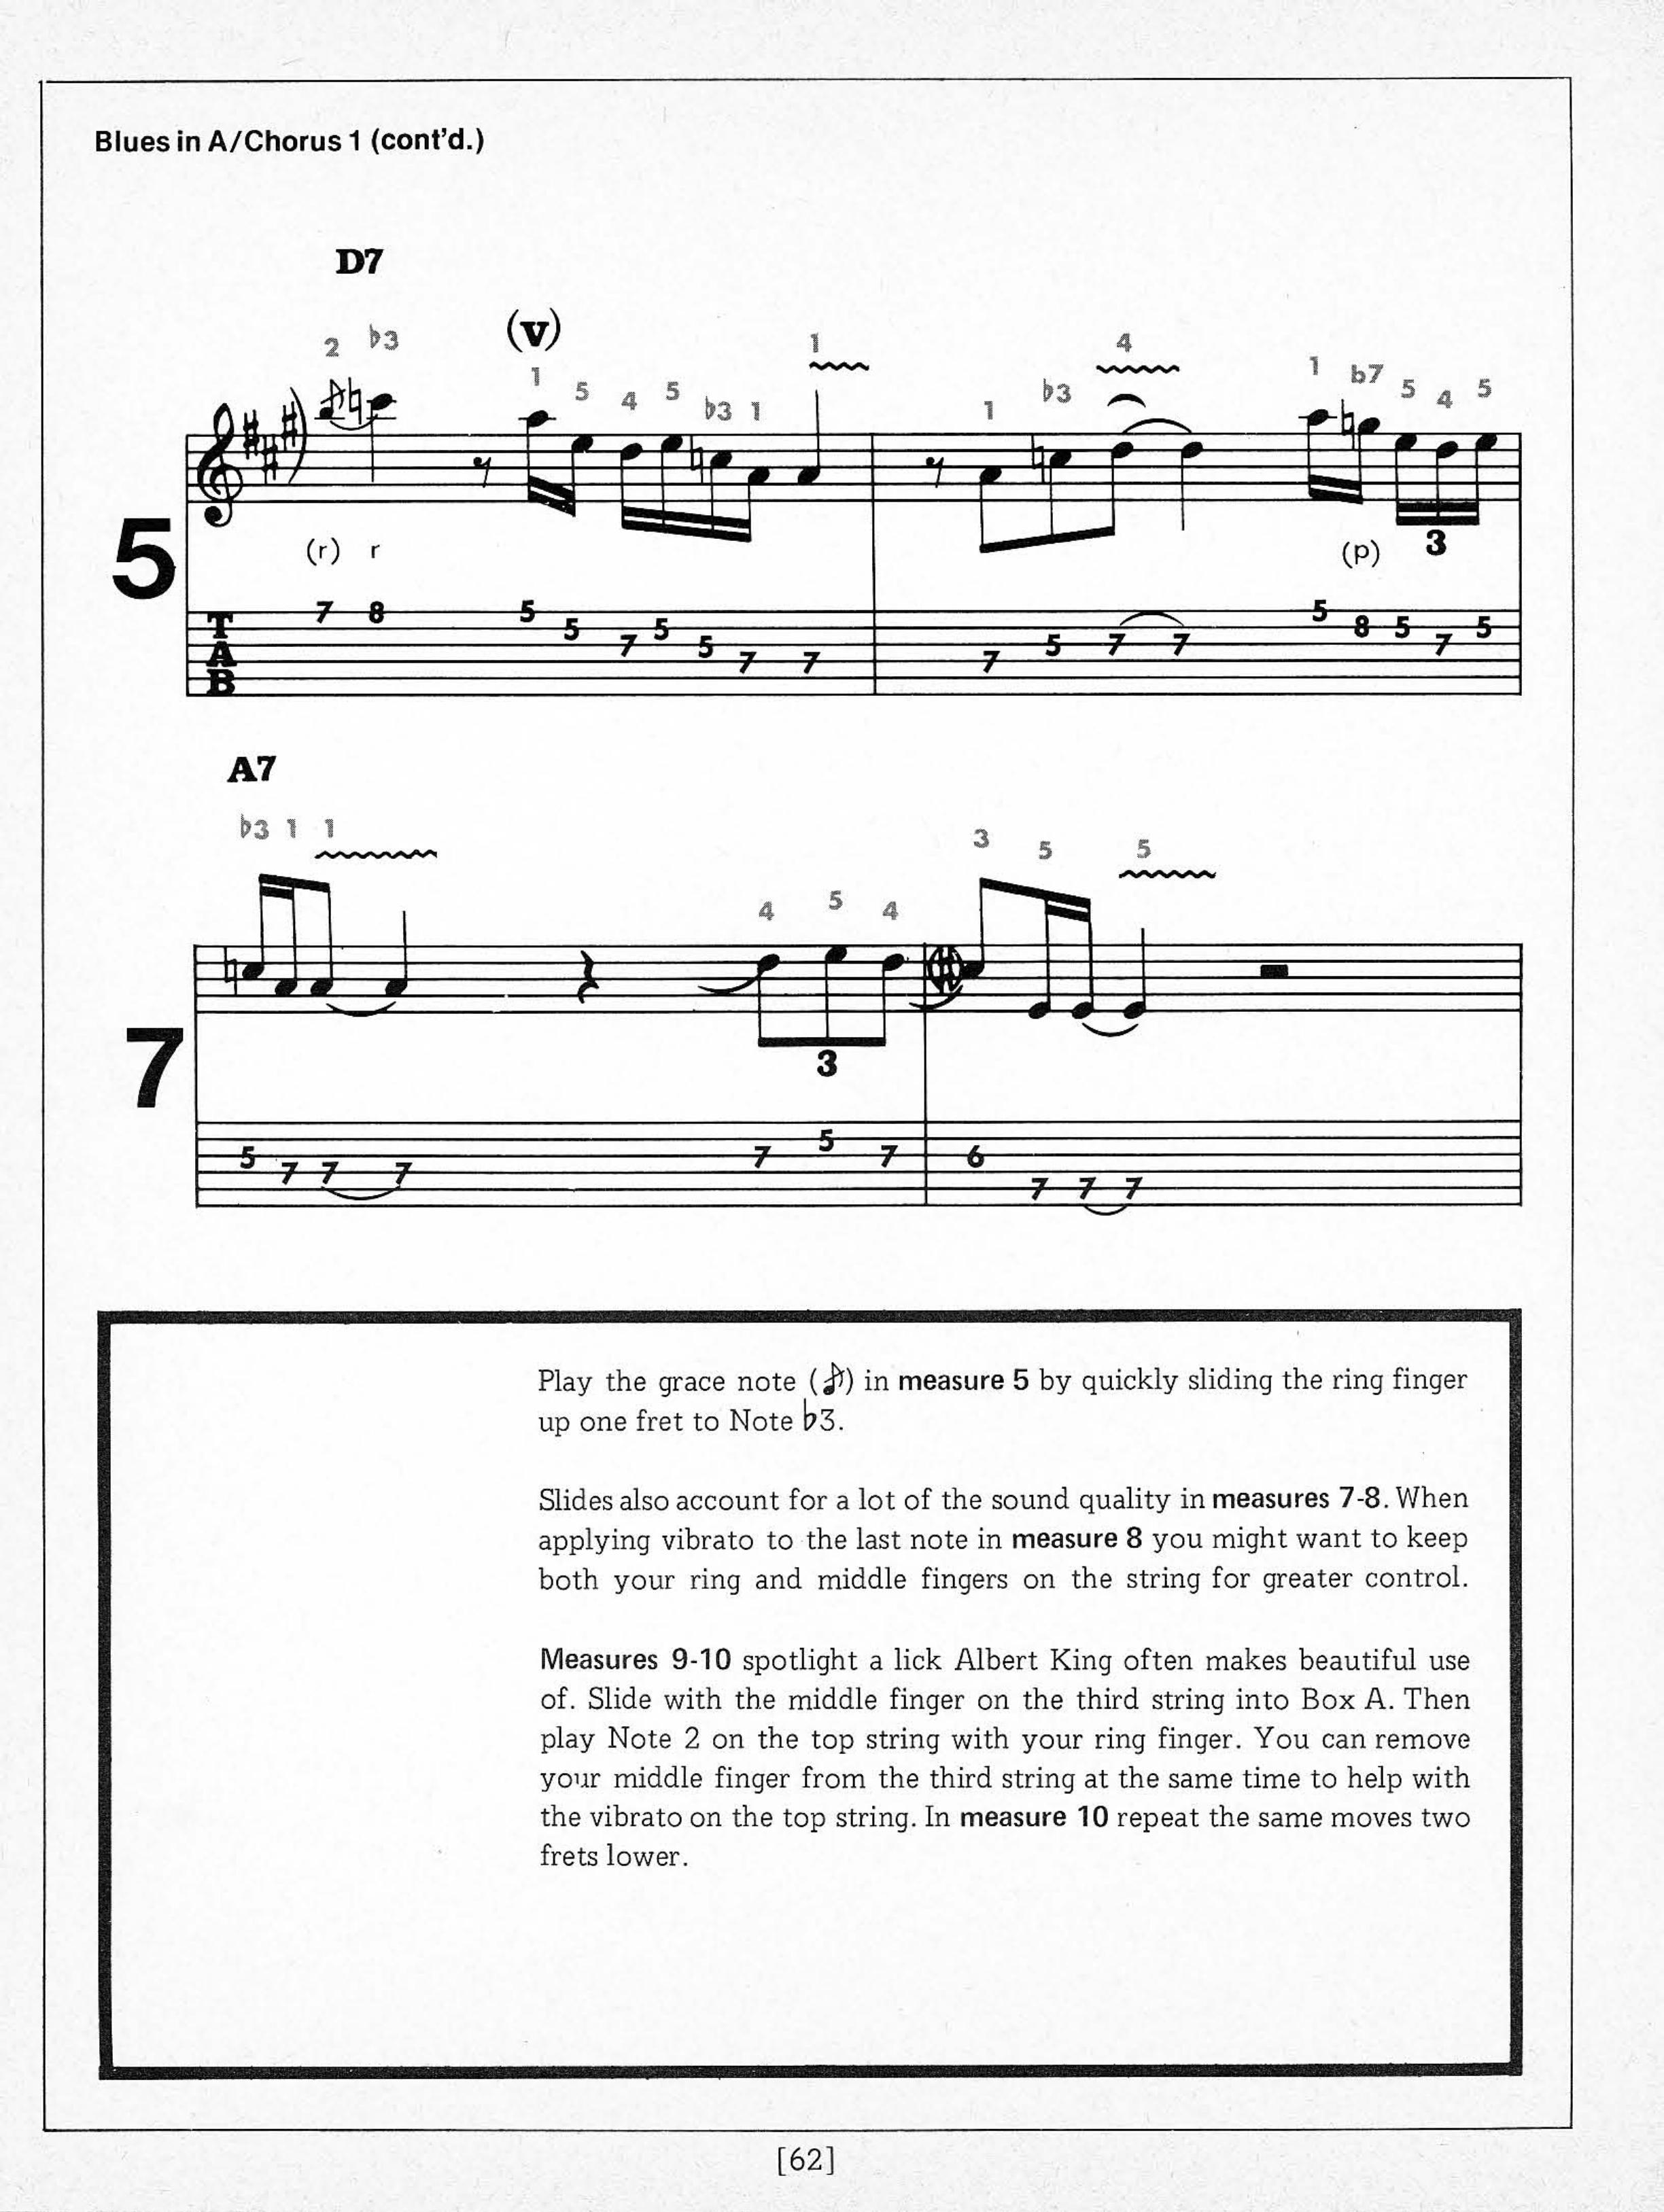 Blues in A/Chorus 1 (cont'd.)
D7
2 ♭3 (V) 1 5 4 5 ♭3 1 1 1 ♭3 4 1 b7 5 4 5
5
(r) r (p) 3
T A B
7 8 5 5 7 5 5 7 7 7 5 7 7 5 8 5 7 5
A7
♭3 1 1 4 5 4 3 5 5
7
3
5 7 7 7 7 5 7 6 7 7 7
Play the grace note (♪) in measure 5 by quickly sliding the ring finger
up one fret to Note ♭3.
Slides also account for a lot of the sound quality in measures 7-8. When
applying vibrato to the last note in measure 8 you might want to keep
both your ring and middle fingers on the string for greater control.
Measures 9-10 spotlight a lick Albert King often makes beautiful use
of. Slide with the middle finger on the third string into Box A. Then
play Note 2 on the top string with your ring finger. You can remove
your middle finger from the third string at the same time to help with
the vibrato on the top string. In measure 10 repeat the same moves two
frets lower.
[62]